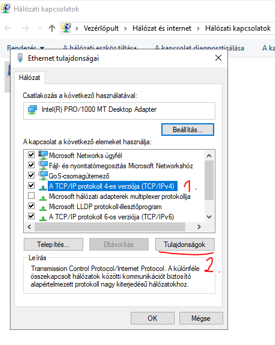 Hálózati kapcsolatok
Vezérlőpult > Hálózat és internet > Hálózati kapcsolatok
Rendezés
A hálózati eszköz letiltása
A kapcsolat diagnosztizálása
A ka
Ethernet tulajdonságai
Hálózat
Csatlakozás a következő használatával:
Intel(R) PRO/1000 MT Desktop Adapter
Beállítás...
A kapcsolat a következő elemeket használja:
Microsoft Networks ügyfél
Fájl- és nyomtatómegosztás Microsoft Networkshöz
QoS-csomagütemező
A TCP/IP protokoll 4-es verziója (TCP/IPv4) 1.
Microsoft hálózati adapterek multiplexer protokollja
Microsoft LLDP protokoll-illesztőprogram
A TCP/IP protokoll 6-os verziója (TCP/IPv6)
Telepítés... Eltávolítás Tulajdonságok
2.
Leírás
Transmission Control Protocol/Internet Protocol. A különféle
összekapcsolt hálózatok közötti kommunikációt biztosító
alapértelmezett protokoll nagy kiterjedésű hálózatokhoz.
OK Mégse